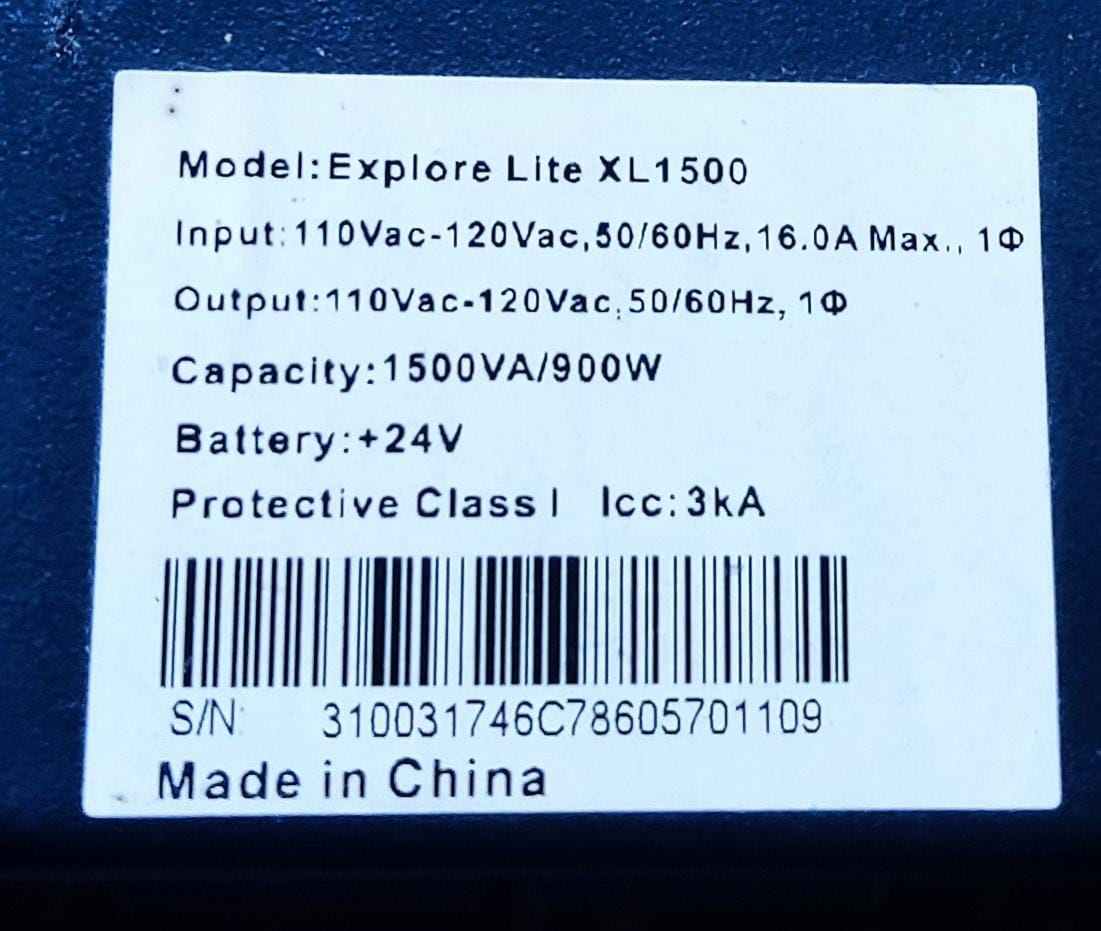 Model:Explore Lite XL1500
Input:110Vac-120Vac,50/60Hz,16.0A Max., 1Φ
Output:110Vac-120Vac,50/60Hz, 1Φ
Capacity:1500VA/900W
Battery:+24V
Protective Class I Icc:3kA
S/N: 310031746C78605701109
Made in China